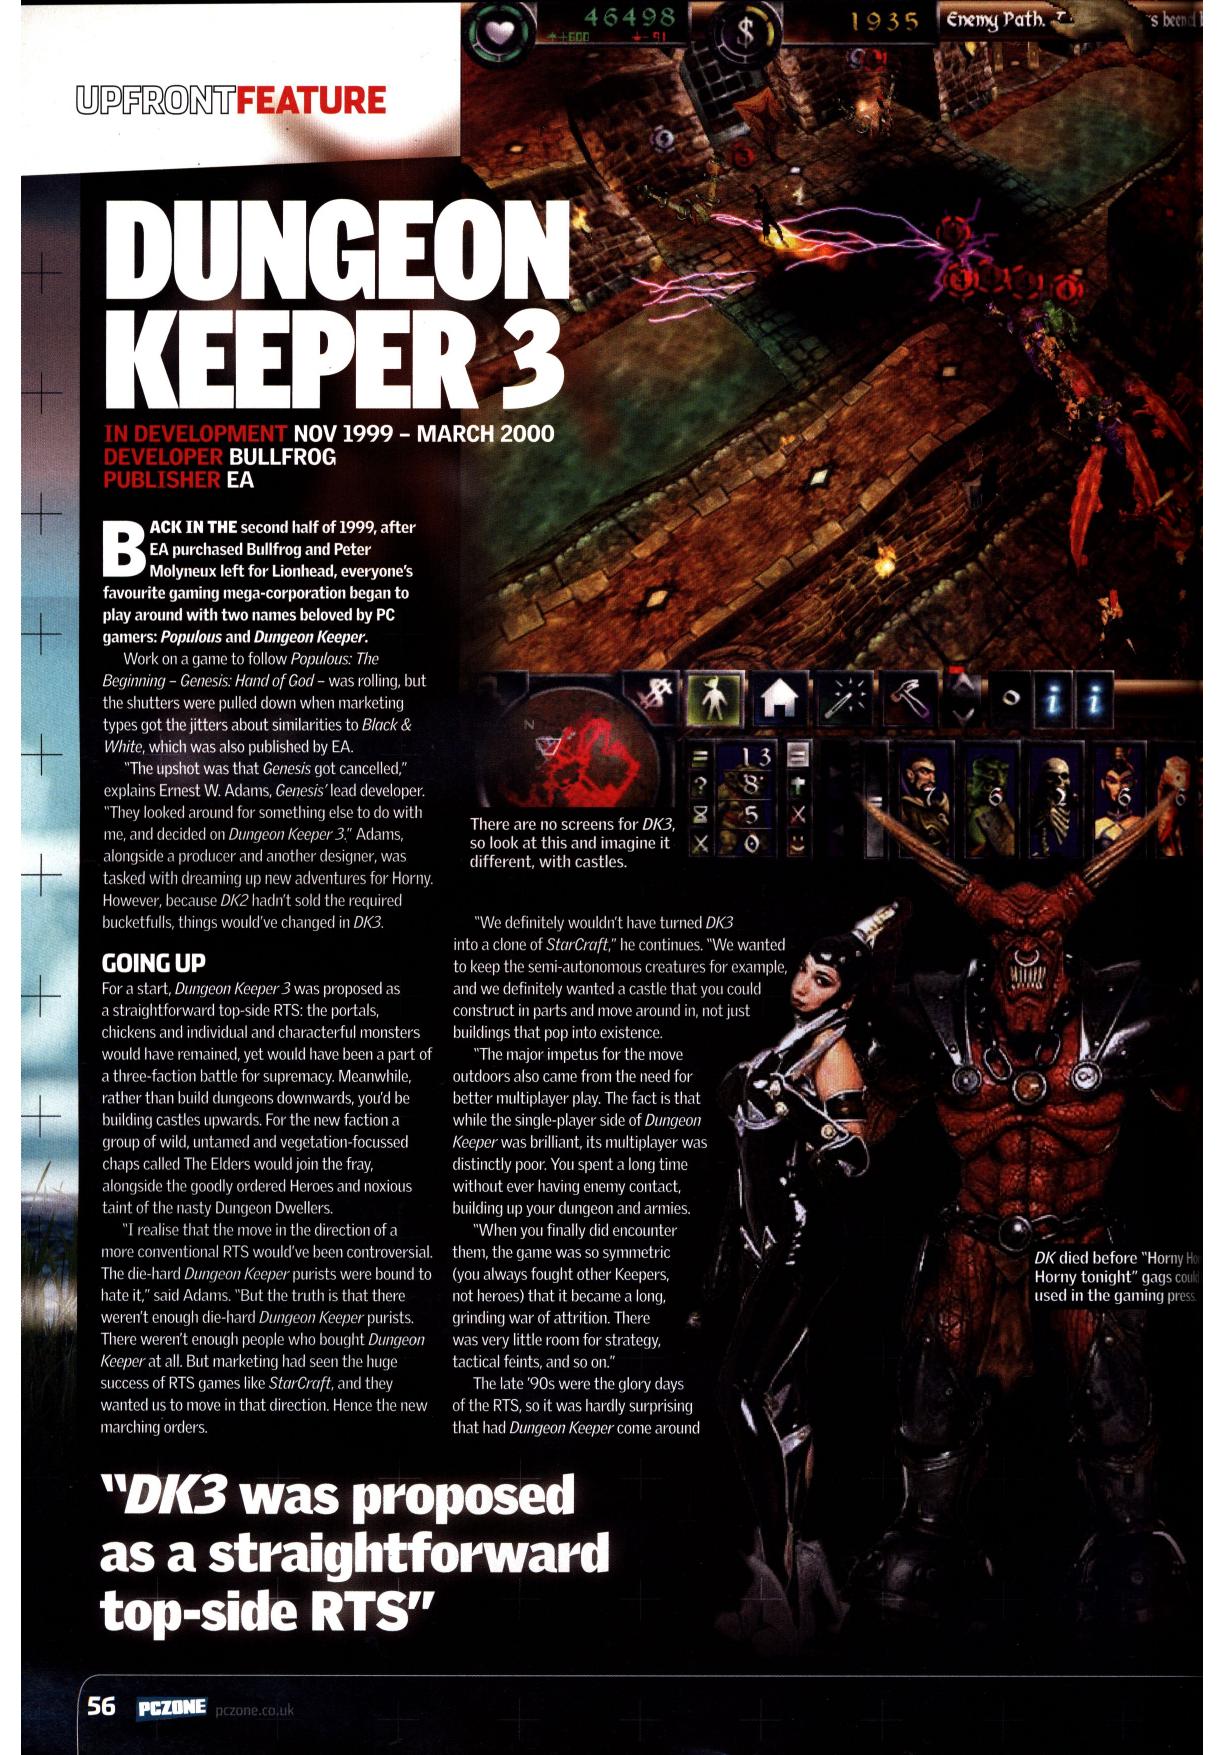 46498
++600
+-91
1935
Enemy Path.
UPFRONTFEATURE
DUNGEON
KEEPER 3
IN DEVELOPMENT NOV 1999 – MARCH 2000
DEVELOPER BULLFROG
PUBLISHER EA
BACK IN THE second half of 1999, after
EA purchased Bullfrog and Peter
Molyneux left for Lionhead, everyone's
favourite gaming mega-corporation began to
play around with two names beloved by PC
gamers: Populous and Dungeon Keeper.
Work on a game to follow Populous: The
Beginning – Genesis: Hand of God – was rolling, but
the shutters were pulled down when marketing
types got the jitters about similarities to Black &
White, which was also published by EA.
"The upshot was that Genesis got cancelled,"
explains Ernest W. Adams, Genesis' lead developer.
"They looked around for something else to do with
me, and decided on Dungeon Keeper 3." Adams,
alongside a producer and another designer, was
tasked with dreaming up new adventures for Horny.
However, because DK2 hadn't sold the required
bucketfulls, things would've changed in DK3.
GOING UP
For a start, Dungeon Keeper 3 was proposed as
a straightforward top-side RTS: the portals,
chickens and individual and characterful monsters
would have remained, yet would have been a part of
a three-faction battle for supremacy. Meanwhile,
rather than build dungeons downwards, you'd be
building castles upwards. For the new faction a
group of wild, untamed and vegetation-focussed
chaps called The Elders would join the fray,
alongside the goodly ordered Heroes and noxious
taint of the nasty Dungeon Dwellers.
"I realise that the move in the direction of a
more conventional RTS would've been controversial.
The die-hard Dungeon Keeper purists were bound to
hate it," said Adams. "But the truth is that there
weren't enough die-hard Dungeon Keeper purists.
There weren't enough people who bought Dungeon
Keeper at all. But marketing had seen the huge
success of RTS games like StarCraft, and they
wanted us to move in that direction. Hence the new
marching orders.
N
13
8
5
0
7
6
2
6
6
There are no screens for DK3,
so look at this and imagine it
different, with castles.
"We definitely wouldn't have turned DK3
into a clone of StarCraft," he continues. "We wanted
to keep the semi-autonomous creatures for example,
and we definitely wanted a castle that you could
construct in parts and move around in, not just
buildings that pop into existence.
"The major impetus for the move
outdoors also came from the need for
better multiplayer play. The fact is that
while the single-player side of Dungeon
Keeper was brilliant, its multiplayer was
distinctly poor. You spent a long time
without ever having enemy contact,
building up your dungeon and armies.
"When you finally did encounter
them, the game was so symmetric
(you always fought other Keepers,
not heroes) that it became a long,
grinding war of attrition. There
was very little room for strategy,
tactical feints, and so on."
The late '90s were the glory days
of the RTS, so it was hardly surprising
that had Dungeon Keeper come around
DK died before "Horny
Horny tonight" gags
used in the gaming press.
"DK3 was proposed
as a straightforward
top-side RTS"
56 PCZONE pczone.co.uk